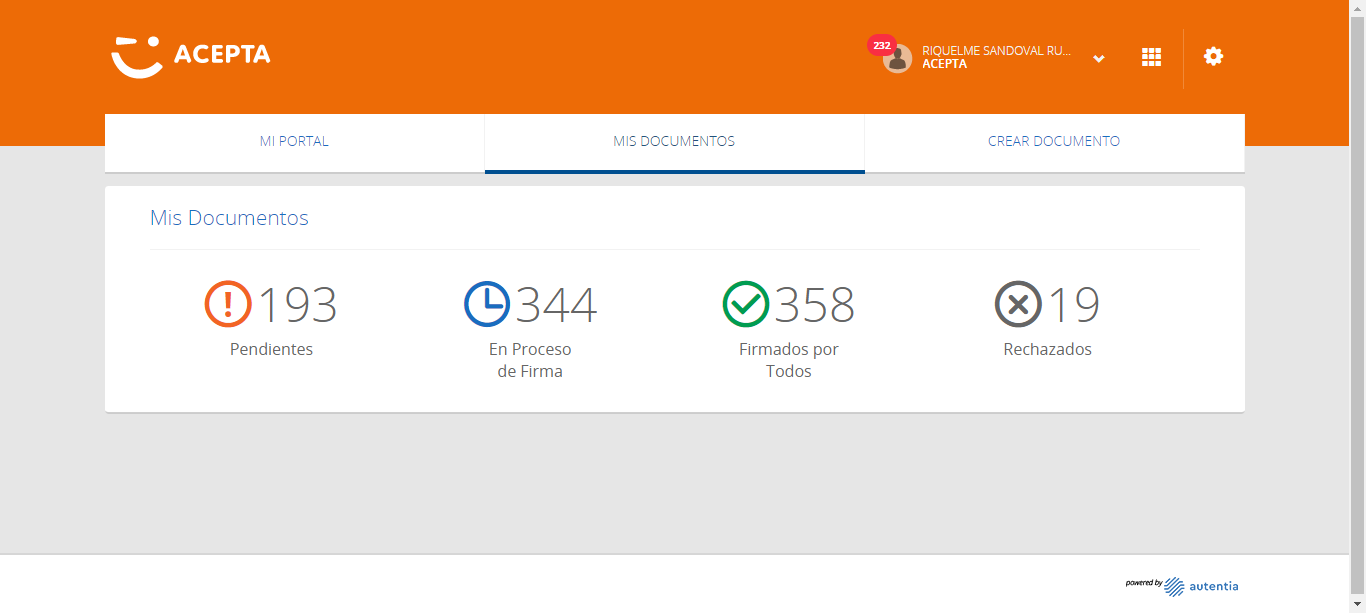 ACEPTA
232
RIQUELME SANDOVAL RU...
ACEPTA
MI PORTAL
MIS DOCUMENTOS
CREAR DOCUMENTO
Mis Documentos
193
Pendientes
344
En Proceso
de Firma
358
Firmados por
Todos
19
Rechazados
powered by autentia